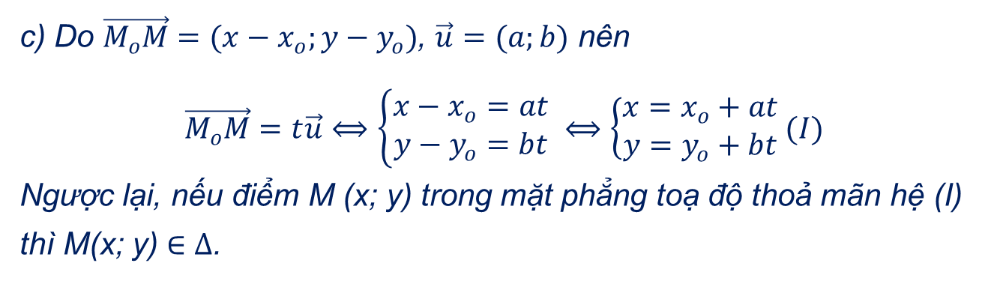 c) Do $\overrightarrow{M_oM} = (x - x_o; y - y_o)$, $\vec{u} = (a; b)$ nên
$\overrightarrow{M_oM} = t\vec{u} \Leftrightarrow \begin{cases} x - x_o = at \\ y - y_o = bt \end{cases} \Leftrightarrow \begin{cases} x = x_o + at \\ y = y_o + bt \end{cases} (I)$
Ngược lại, nếu điểm M (x; y) trong mặt phẳng toạ độ thoả mãn hệ (I)
thì M(x; y) ∈ Δ.